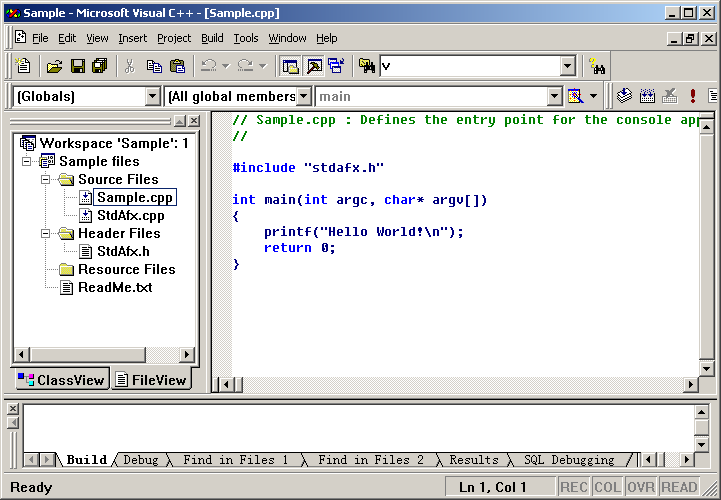 Sample - Microsoft Visual C++ - [Sample.cpp]
File Edit View Insert Project Build Tools Window Help
v
(Globals) (All global members main
Workspace 'Sample': 1
Sample files
Source Files
Sample.cpp
StdAfx.cpp
Header Files
StdAfx.h
Resource Files
ReadMe.txt
ClassView FileView
// Sample.cpp : Defines the entry point for the console app
//
#include "stdafx.h"
int main(int argc, char* argv[])
{
printf("Hello World!\n");
return 0;
}
Build Debug Find in Files 1 Find in Files 2 Results SQL Debugging
Ready Ln 1, Col 1 REC COL OVR READ